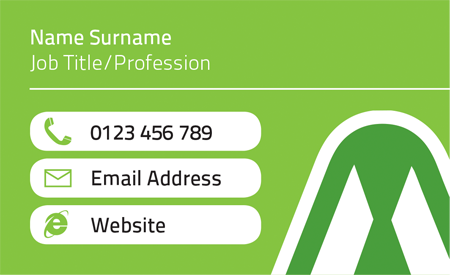 Name Surname
Job Title/Profession
0123 456 789
Email Address
Website